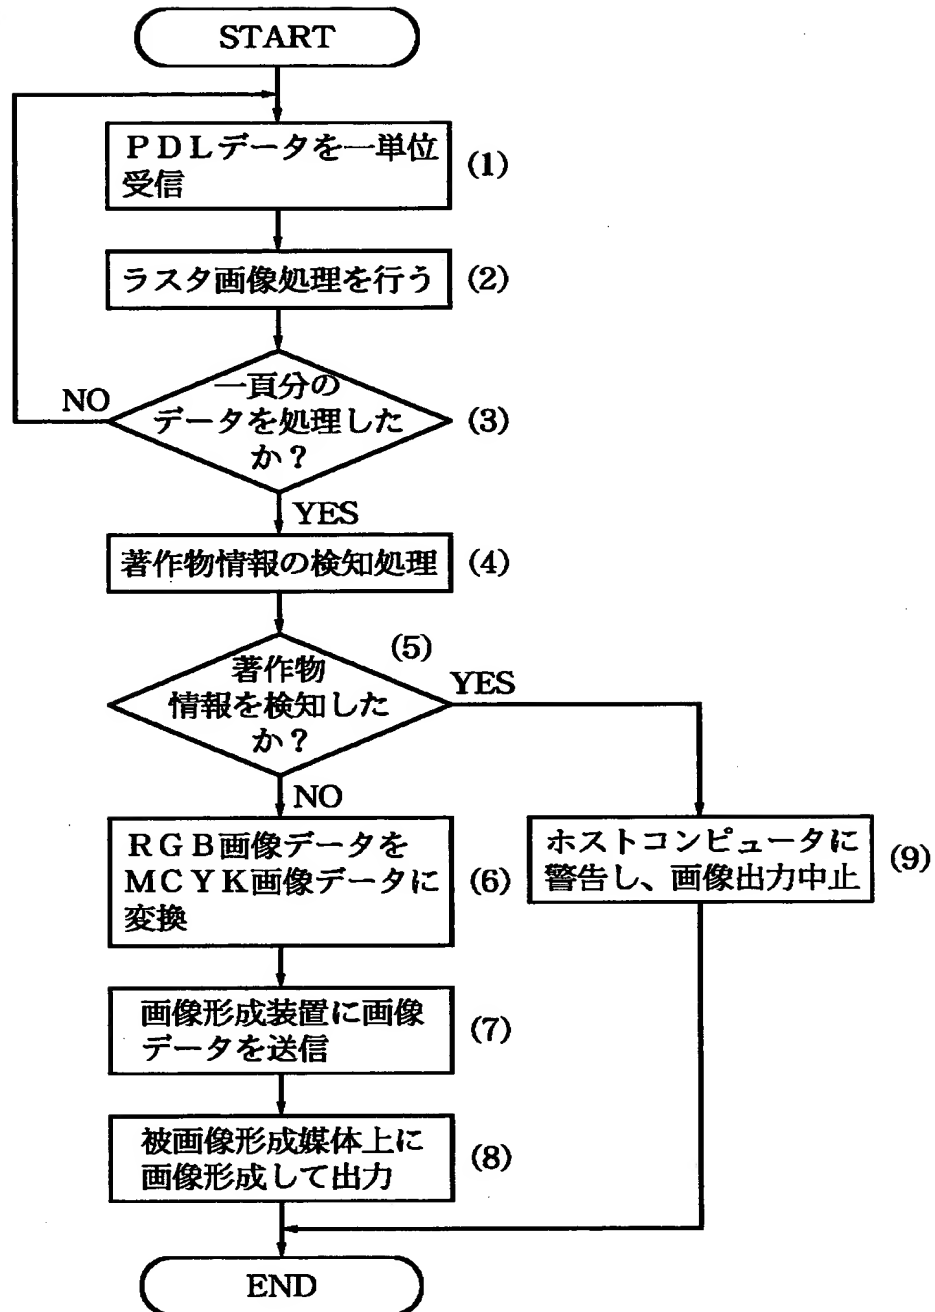 START
ＰＤＬデータを一単位
受信
(1)
ラスタ画像処理を行う
(2)
一頁分の
データを処理した
か？
(3)
NO
YES
著作物情報の検知処理
(4)
著作物
情報を検知した
か？
(5)
YES
NO
ＲＧＢ画像データを
ＭＣＹＫ画像データに
変換
(6)
ホストコンピュータに
警告し、画像出力中止
(9)
画像形成装置に画像
データを送信
(7)
被画像形成媒体上に
画像形成して出力
(8)
END